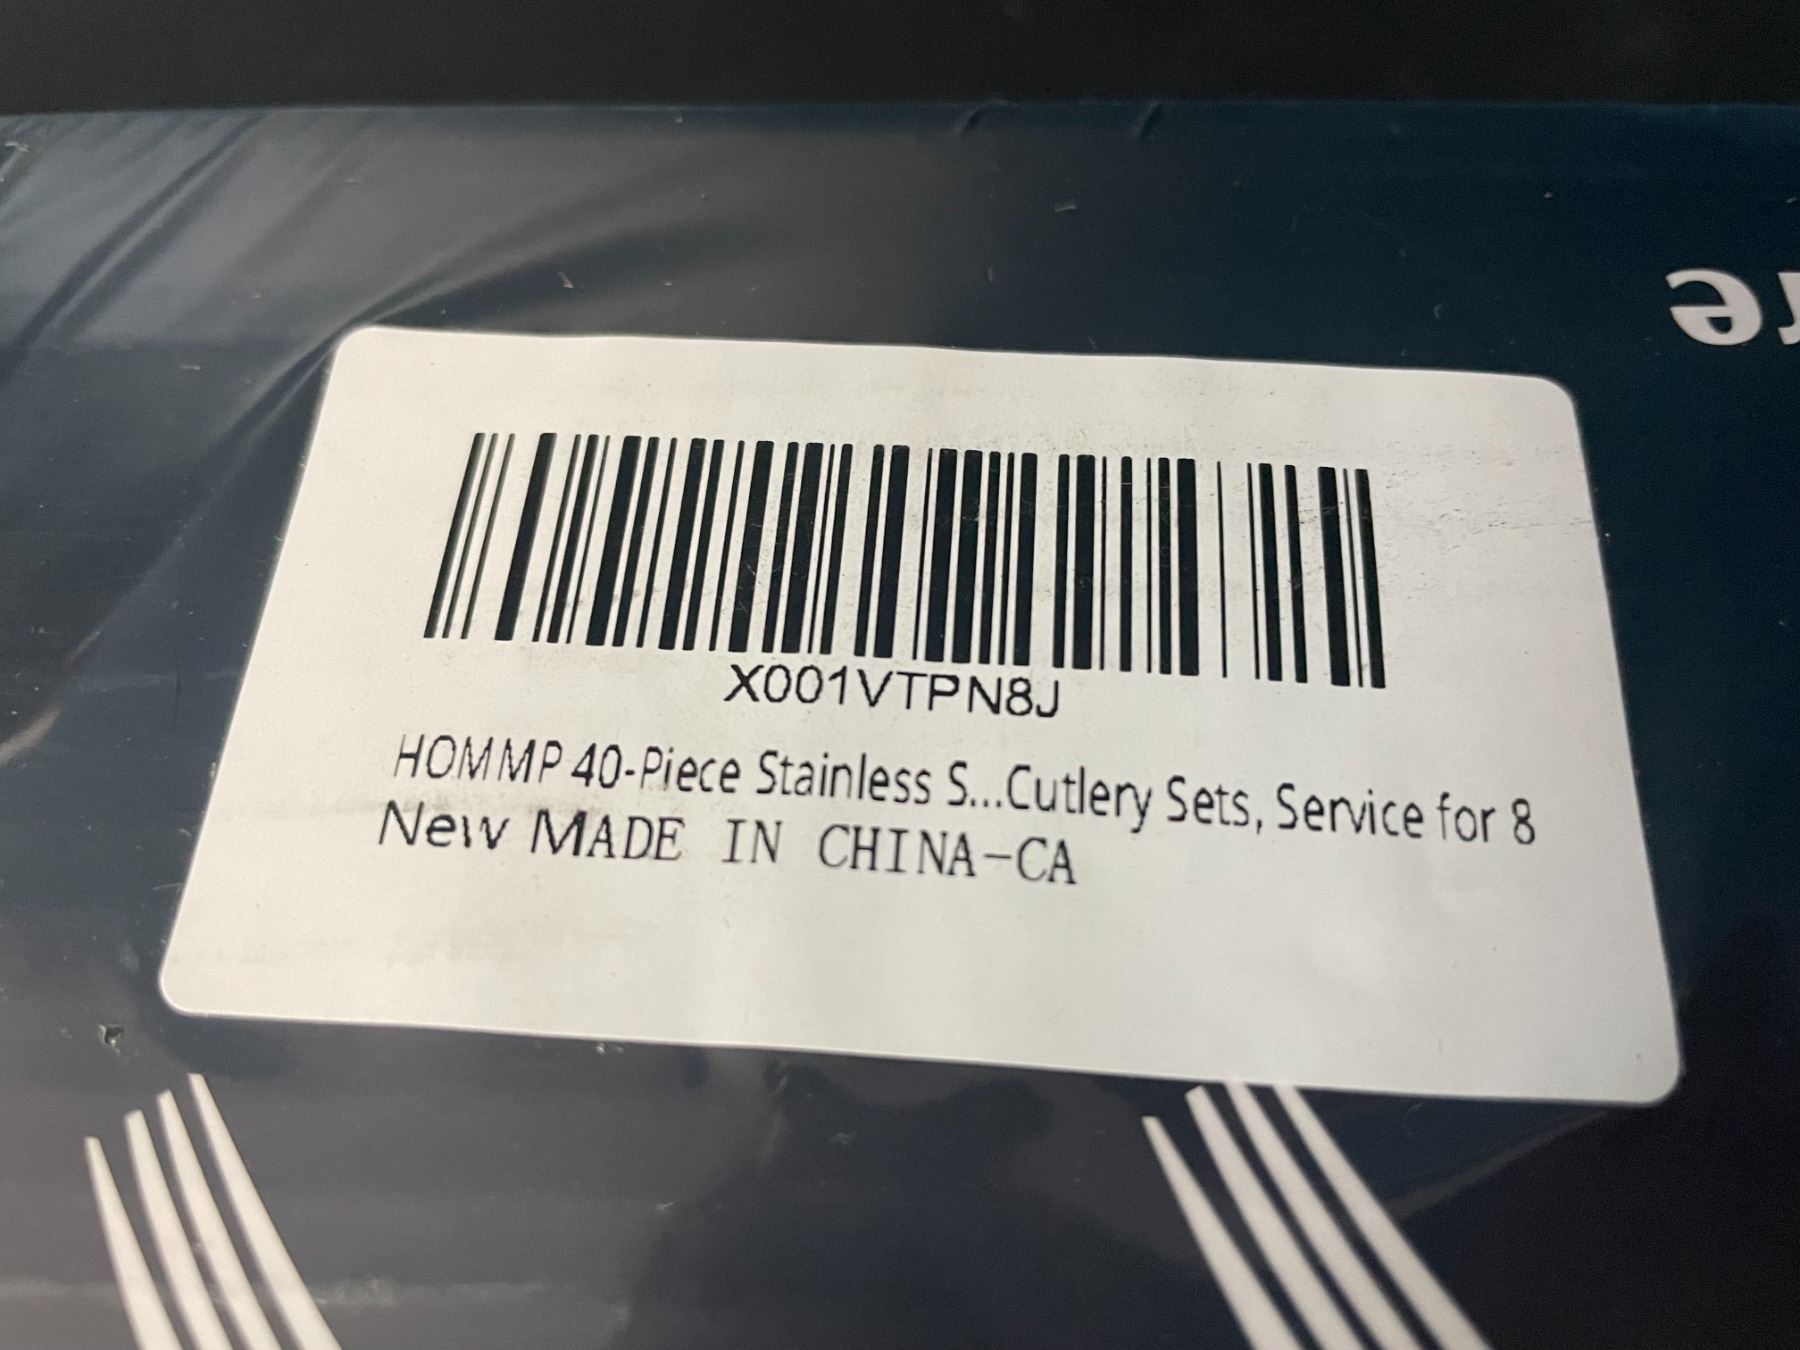 X001VTPN8J
HOMMP 40-Piece Stainless S...Cutlery Sets, Service for 8
New MADE IN CHINA-CA